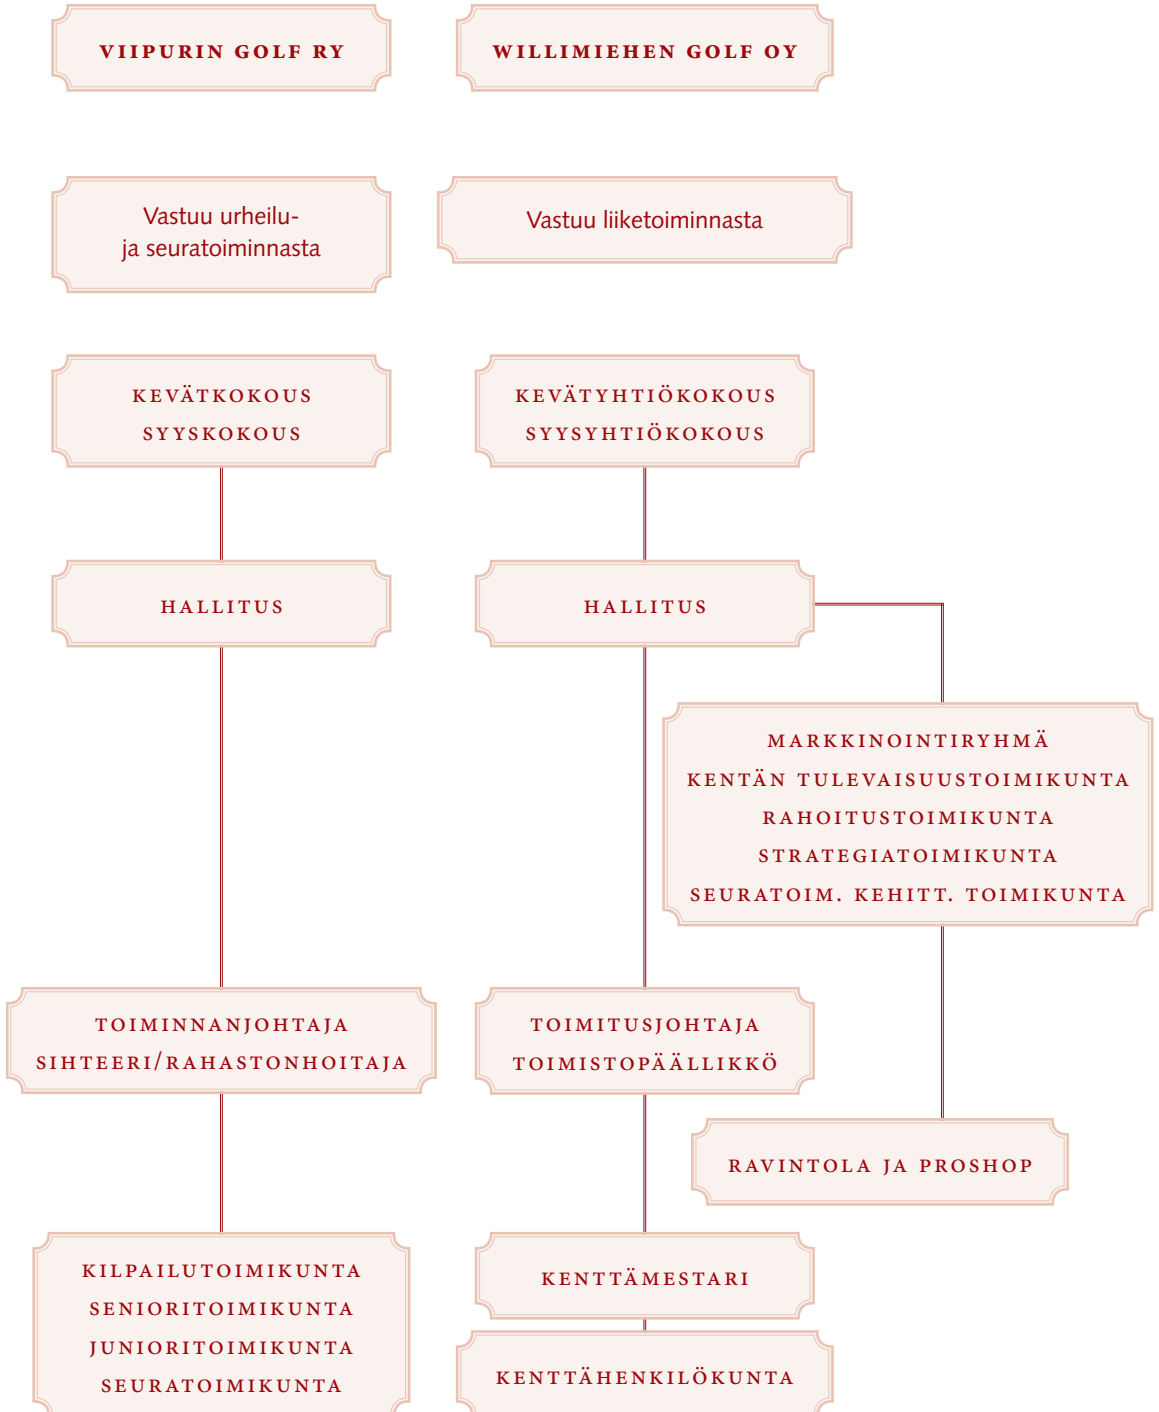 VIIPURIN GOLF RY
WILLIMIEHEN GOLF OY
Vastuu urheilu-
ja seuratoiminnasta
Vastuu liiketoiminnasta
KEVÄTKOKOUS
SYYSKOKOUS
KEVÄTYHTIÖKOKOUS
SYYSYHTIÖKOKOUS
HALLITUS
HALLITUS
MARKKINOINTIRYHMÄ
KENTÄN TULEVAISUUSTOIMIKUNTA
RAHOITUSTOIMIKUNTA
STRATEGIATOIMIKUNTA
SEURATOIM. KEHITT. TOIMIKUNTA
TOIMINNANJOHTAJA
SIHTEERI/RAHASTONHOITAJA
TOIMITUSJOHTAJA
TOIMISTOPÄÄLLIKKÖ
RAVINTOLA JA PROSHOP
KILPAILUTOIMIKUNTA
SENIORITOIMIKUNTA
JUNIORITOIMIKUNTA
SEURATOIMIKUNTA
KENTTÄMESTARI
KENTTÄHENKILÖKUNTA